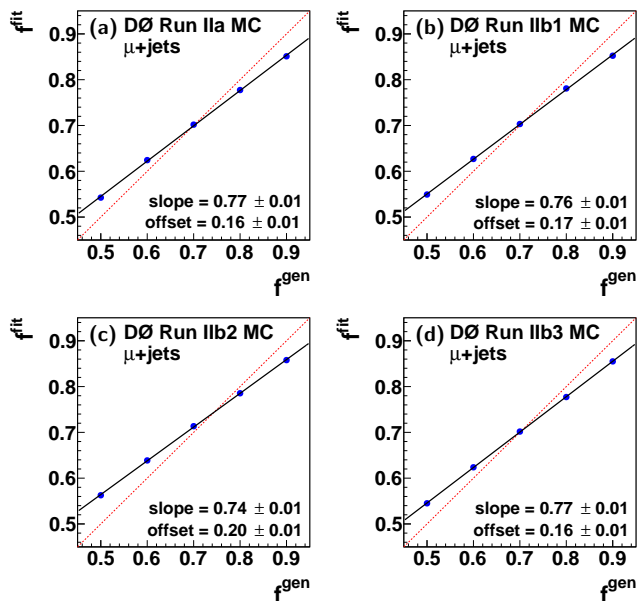 (a) DØ Run IIa MC
μ+jets
f^fit
0.9
0.8
0.7
0.6
0.5
slope = 0.77 ± 0.01
offset = 0.16 ± 0.01
0.5 0.6 0.7 0.8 0.9
f^gen
(b) DØ Run IIb1 MC
μ+jets
f^fit
0.9
0.8
0.7
0.6
0.5
slope = 0.76 ± 0.01
offset = 0.17 ± 0.01
0.5 0.6 0.7 0.8 0.9
f^gen
(c) DØ Run IIb2 MC
μ+jets
f^fit
0.9
0.8
0.7
0.6
0.5
slope = 0.74 ± 0.01
offset = 0.20 ± 0.01
0.5 0.6 0.7 0.8 0.9
f^gen
(d) DØ Run IIb3 MC
μ+jets
f^fit
0.9
0.8
0.7
0.6
0.5
slope = 0.77 ± 0.01
offset = 0.16 ± 0.01
0.5 0.6 0.7 0.8 0.9
f^gen